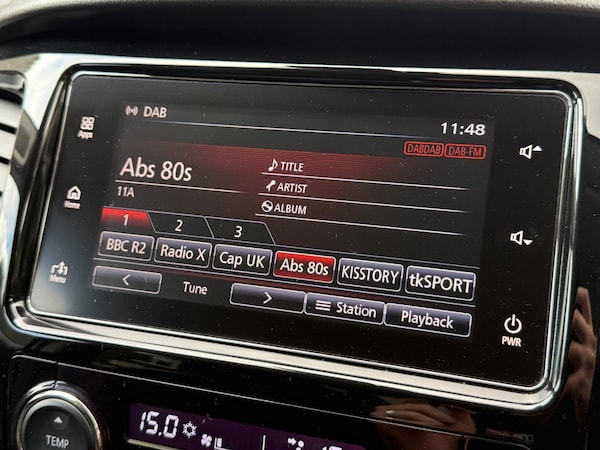 DAB
11:48
Apps
DABDAB DAB-FM
Abs 80s
TITLE
ARTIST
11A
ALBUM
Home
1 2 3
BBC R2 Radio X Cap UK Abs 80s KISSTORY tkSPORT
Menu
< Tune > Station Playback
PWR
TEMP
15.0